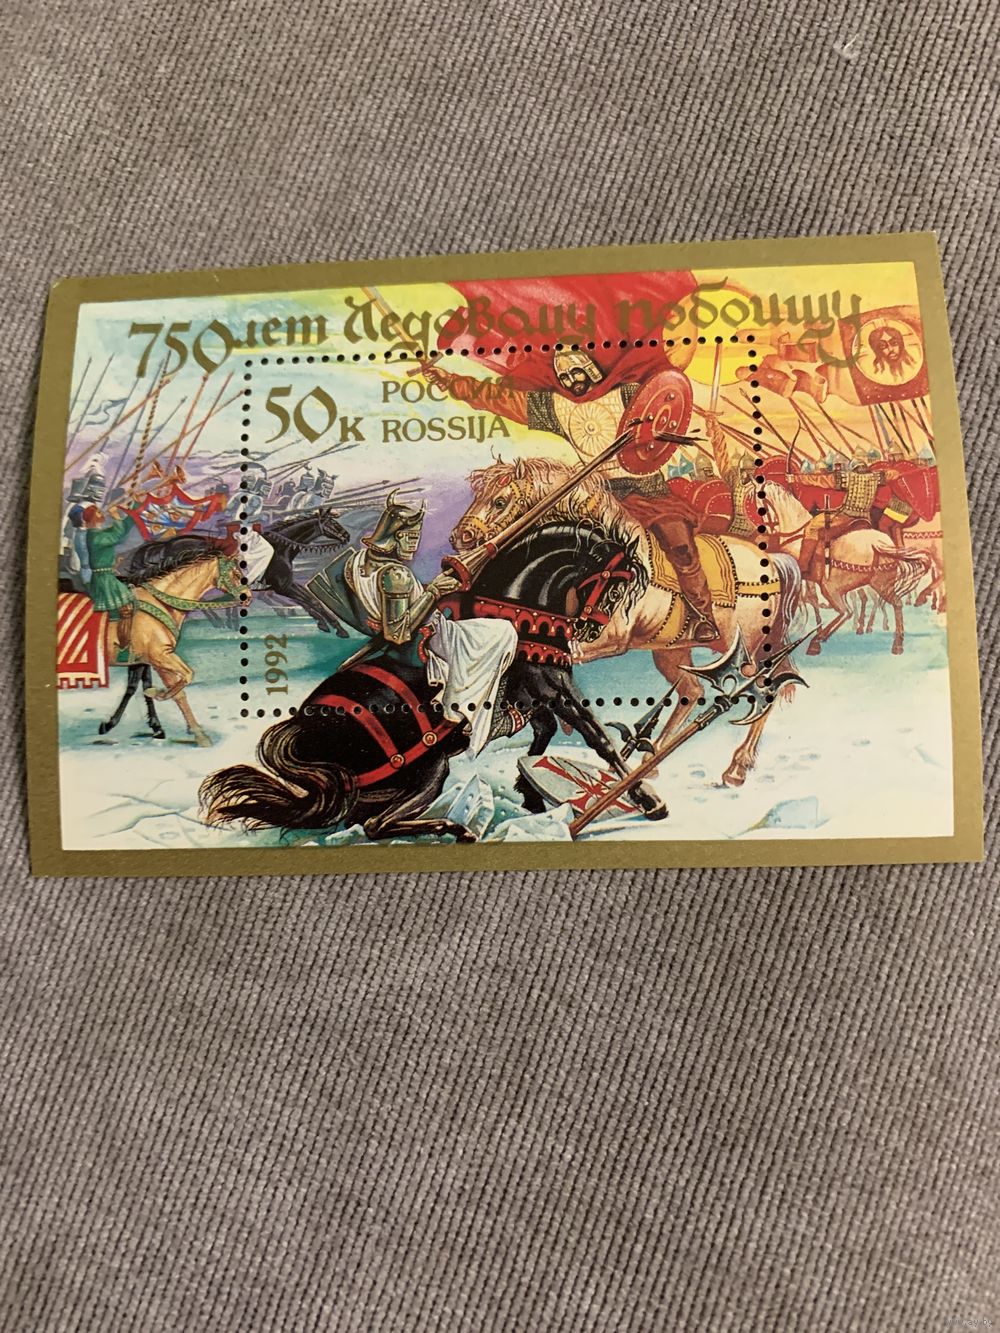 750 лет Ледовому побоищу
50К РОССИЯ
ROSSIJA
1992